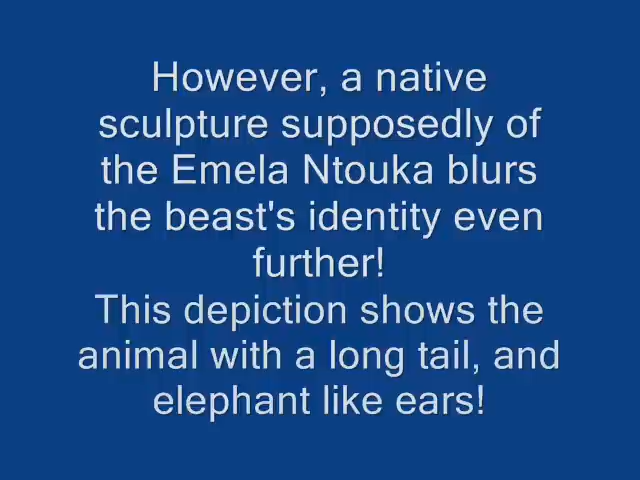 However, a native
sculpture supposedly of
the Emela Ntouka blurs
the beast's identity even
further!
This depiction shows the
animal with a long tail, and
elephant like ears!